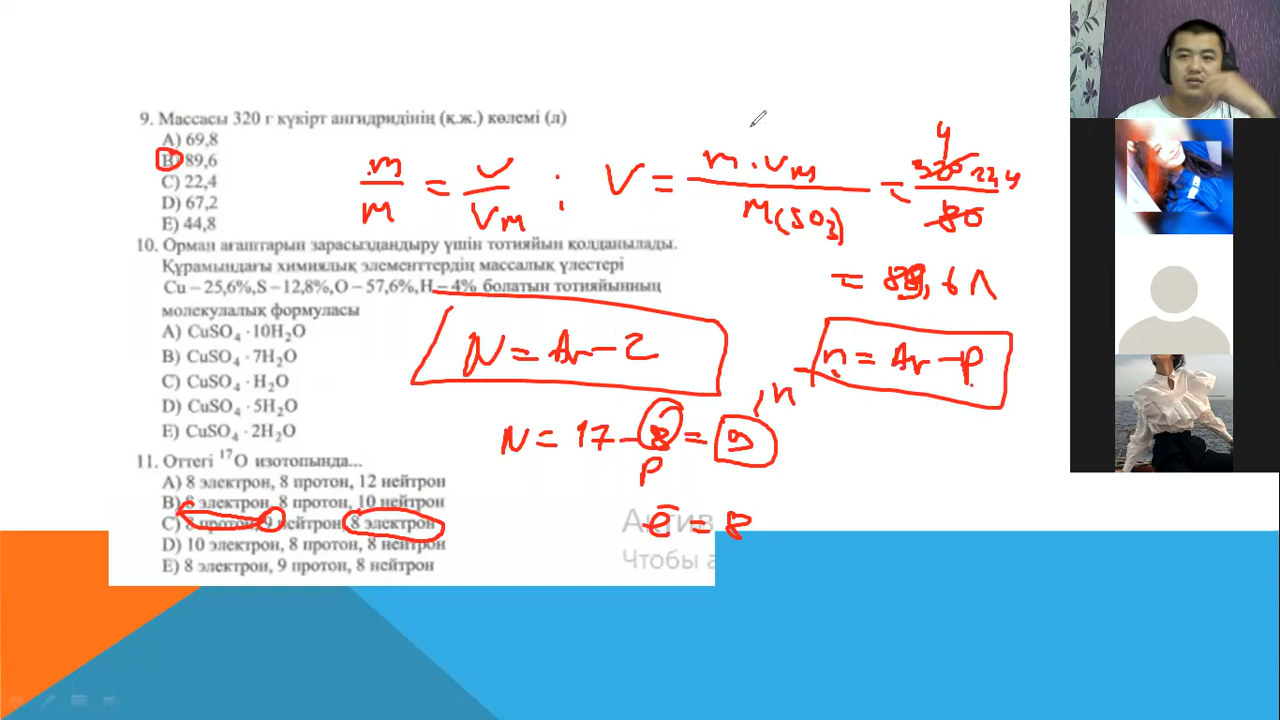 9. Массасы 320 г күкірт ангидридінің (қ.ж.) көлемі (л)
A) 69,8
B) 89,6
C) 22,4
D) 67,2
E) 44,8
m/M = V/Vm ; V = m · Vm / M(SO3) = 320 · 22,4 / 80
4
= 89,6 л
10. Орман ағаштарын зарасыздандыру үшін тотияйын қолданылады.
Құрамындағы химиялық элементтердің массалық үлестері
Cu – 25,6%,S – 12,8%,O – 57,6%,H – 4% болатын тотияйынның
молекулалық формуласы
A) CuSO₄ · 10H₂O
B) CuSO₄ · 7H₂O
C) CuSO₄ · H₂O
D) CuSO₄ · 5H₂O
E) CuSO₄ · 2H₂O
N = Ar – Z
n = Ar – P
N = 17 – 8 = 9
n
P
ē = 8
11. Оттегі ¹⁷O изотопында...
A) 8 электрон, 8 протон, 12 нейтрон
B) 8 электрон, 8 протон, 10 нейтрон
C) 8 протон, 9 нейтрон, 8 электрон
D) 10 электрон, 8 протон, 8 нейтрон
E) 8 электрон, 9 протон, 8 нейтрон
Актив
Чтобы а